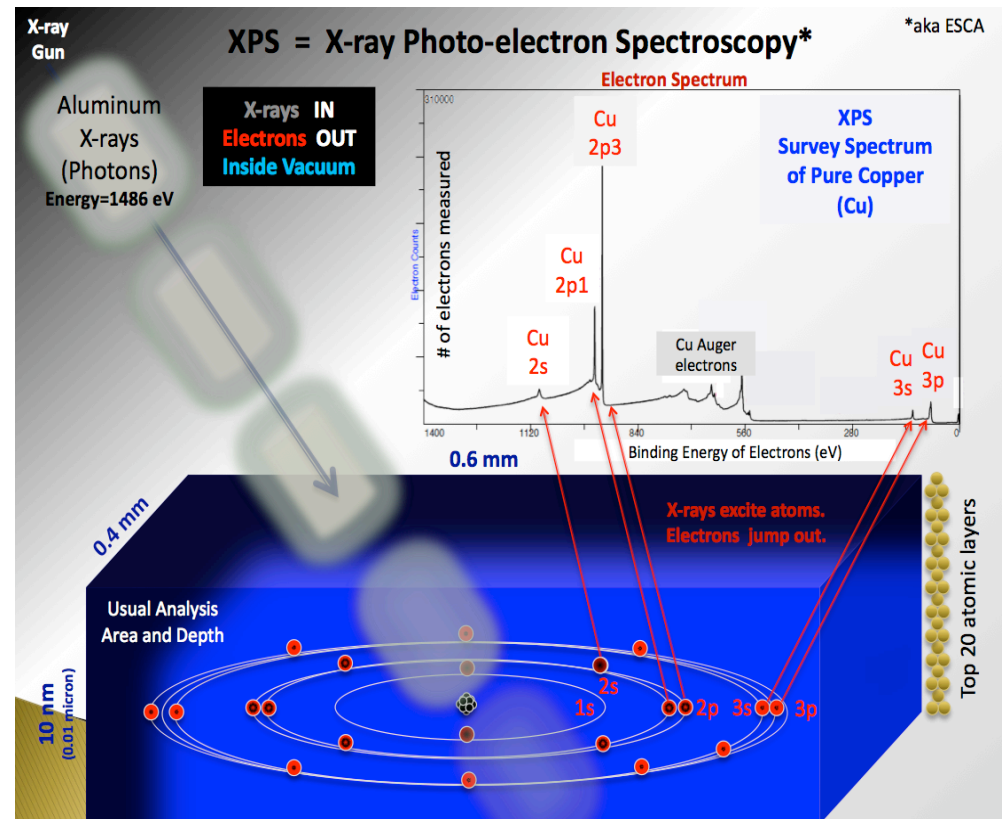 X-ray
Gun
XPS = X-ray Photo-electron Spectroscopy*
*aka ESCA
Aluminum
X-rays
(Photons)
Energy=1486 eV
X-rays IN
Electrons OUT
Inside Vacuum
Electron Spectrum
310000
Electron Counts
# of electrons measured
Cu
2p3
XPS
Survey Spectrum
of Pure Copper
(Cu)
Cu
2p1
Cu
2s
Cu Auger
electrons
Cu
3s
Cu
3p
1400
1120
840
560
280
0
Binding Energy of Electrons (eV)
0.6 mm
0.4 mm
X-rays excite atoms.
Electrons jump out.
Usual Analysis
Area and Depth
10 nm
(0.01 micron)
1s
2s
2p
3s
3p
Top 20 atomic layers